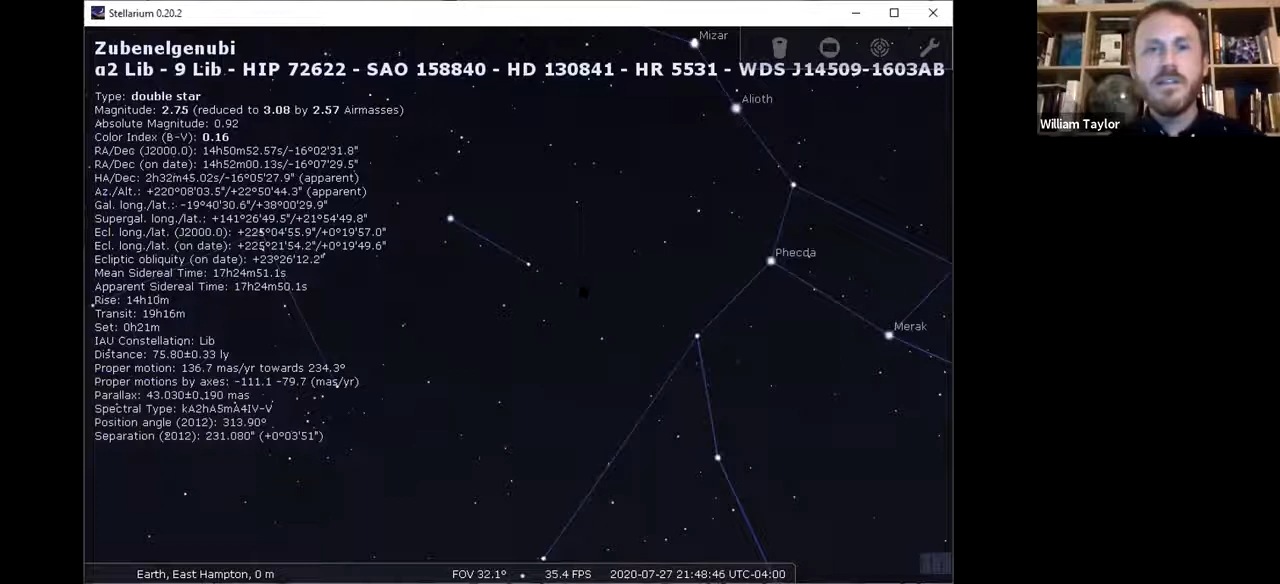 Stellarium 0.20.2
Zubenelgenubi
α2 Lib - 9 Lib - HIP 72622 - SAO 158840 - HD 130841 - HR 5531 - WDS J14509-1603AB
Type: double star
Magnitude: 2.75 (reduced to 3.08 by 2.57 Airmasses)
Absolute Magnitude: 0.92
Color Index (B-V): 0.16
RA/Dec (J2000.0): 14h50m52.57s/-16°02'31.8"
RA/Dec (on date): 14h52m00.13s/-16°07'29.5"
HA/Dec: 2h32m45.02s/-16°05'27.9" (apparent)
Az./Alt.: +220°08'03.5"/+22°50'44.3" (apparent)
Gal. long./lat.: -19°40'30.6"/+38°00'29.9"
Supergal. long./lat.: +141°26'49.5"/+21°54'49.8"
Ecl. long./lat. (J2000.0): +225°04'55.9"/+0°19'57.0"
Ecl. long./lat. (on date): +225°21'54.2"/+0°19'49.6"
Ecliptic obliquity (on date): +23°26'12.2"
Mean Sidereal Time: 17h24m51.1s
Apparent Sidereal Time: 17h24m50.1s
Rise: 14h10m
Transit: 19h16m
Set: 0h21m
IAU Constellation: Lib
Distance: 75.80±0.33 ly
Proper motion: 136.7 mas/yr towards 234.3°
Proper motions by axes: -111.1 -79.7 (mas/yr)
Parallax: 43.030±0.190 mas
Spectral Type: kA2hA5mA4IV-V
Position angle (2012): 313.90°
Separation (2012): 231.080" (+0°03'51")
Mizar
Alioth
Phecda
Merak
William Taylor
Earth, East Hampton, 0 m
FOV 32.1°
35.4 FPS
2020-07-27 21:48:46 UTC-04:00